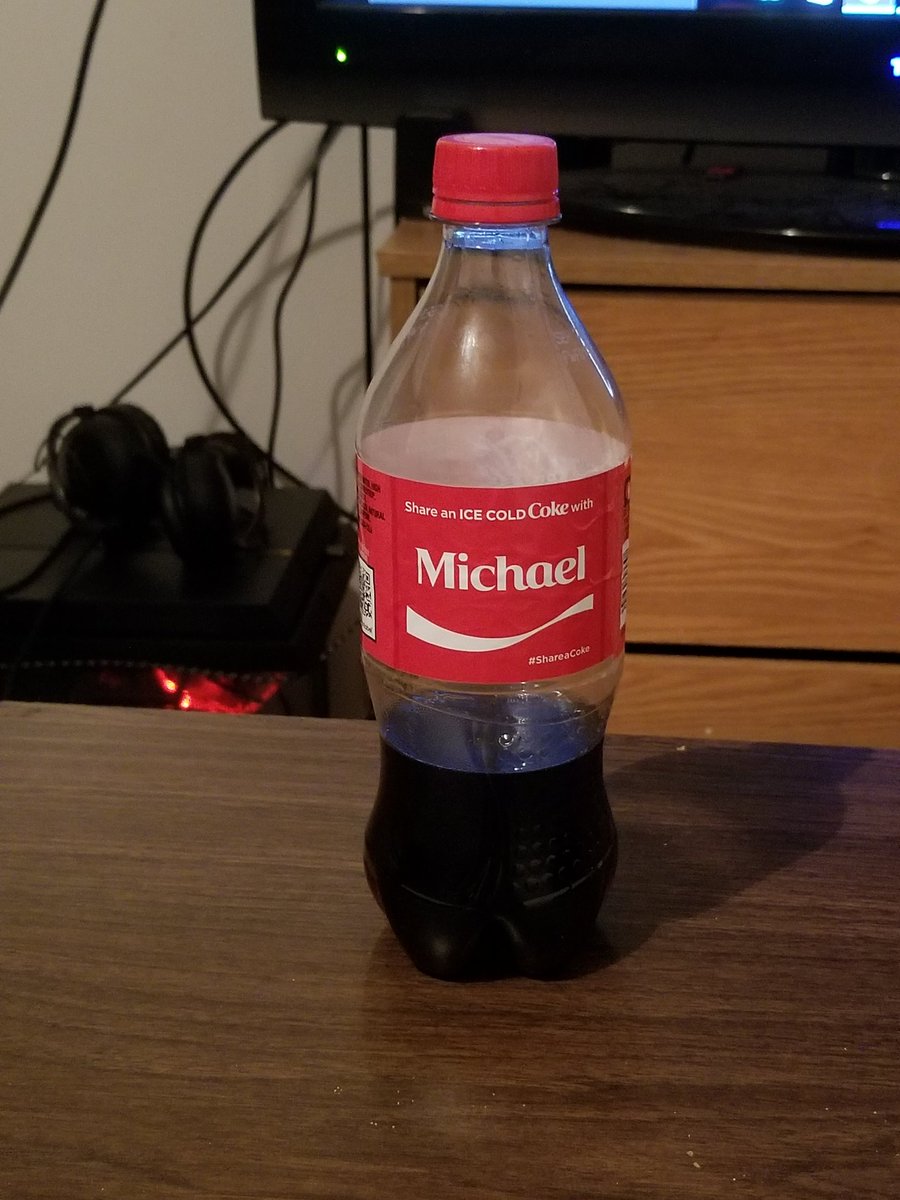 Share an ICE COLD Coke with
Michael
#ShareaCoke